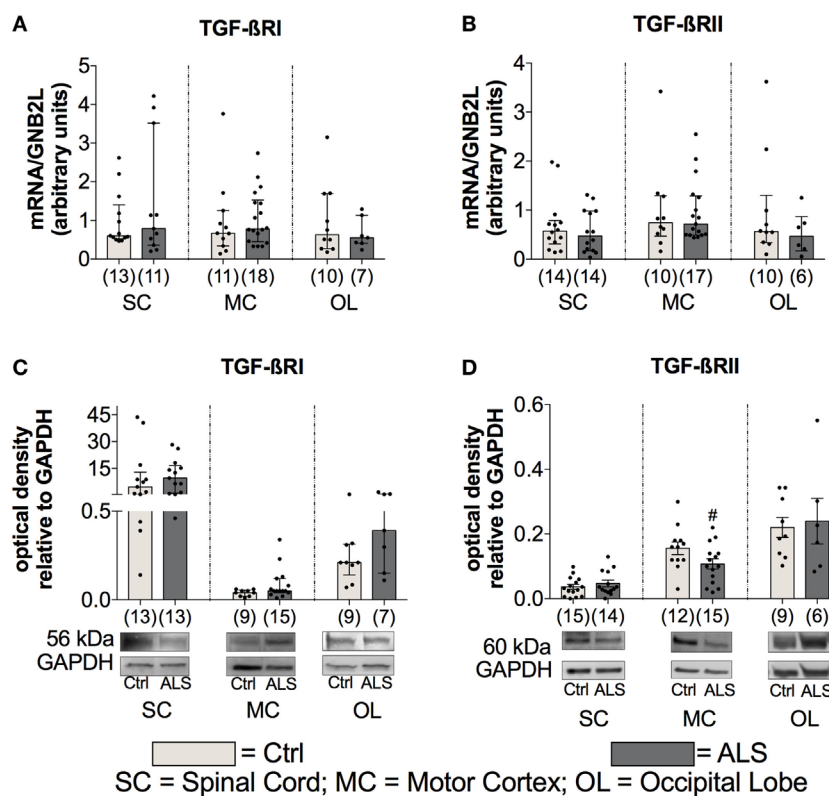 A
TGF-ßRI
mRNA/GNB2L
(arbitrary units)
5
4
3
2
1
0
(13) (11) (11) (18) (10) (7)
SC MC OL
B
TGF-ßRII
mRNA/GNB2L
(arbitrary units)
5
4
3
2
1
0
(14) (14) (10) (17) (10) (6)
SC MC OL
C
TGF-ßRI
optical density
relative to GAPDH
45
30
15
0.5
0.0
(13) (13) (9) (15) (9) (7)
56 kDa
GAPDH
Ctrl ALS Ctrl ALS Ctrl ALS
SC MC OL
D
TGF-ßRII
optical density
relative to GAPDH
0.6
0.4
0.2
0.0
#
(15) (14) (12) (15) (9) (6)
60 kDa
GAPDH
Ctrl ALS Ctrl ALS Ctrl ALS
SC MC OL
= Ctrl = ALS
SC = Spinal Cord; MC = Motor Cortex; OL = Occipital Lobe